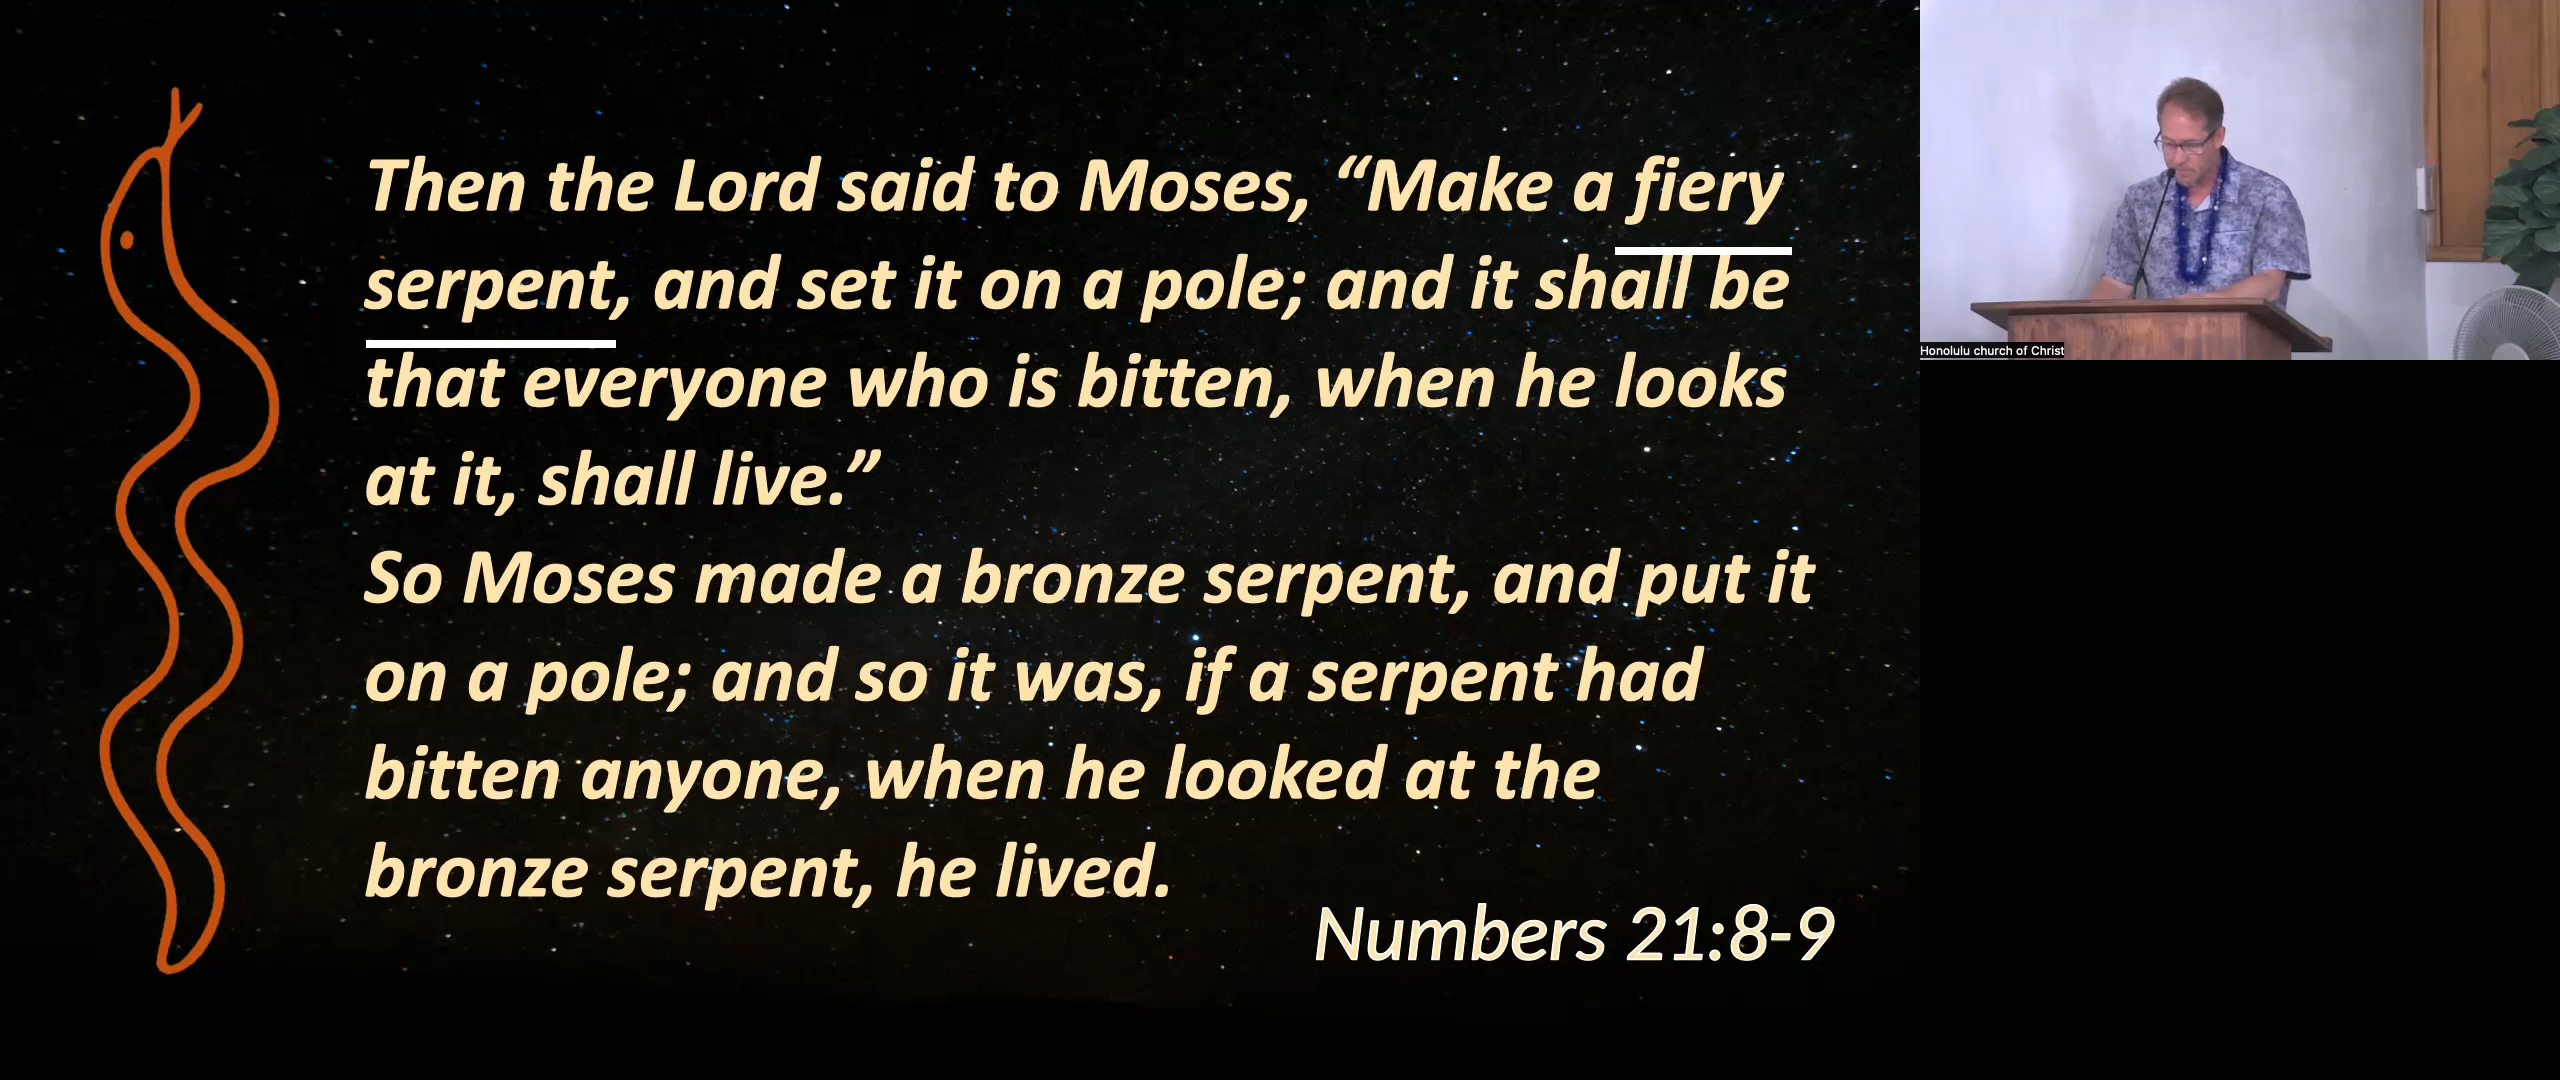 Then the Lord said to Moses, “Make a fiery
serpent, and set it on a pole; and it shall be
that everyone who is bitten, when he looks
at it, shall live.”
So Moses made a bronze serpent, and put it
on a pole; and so it was, if a serpent had
bitten anyone, when he looked at the
bronze serpent, he lived.
Numbers 21:8-9
Honolulu church of Christ